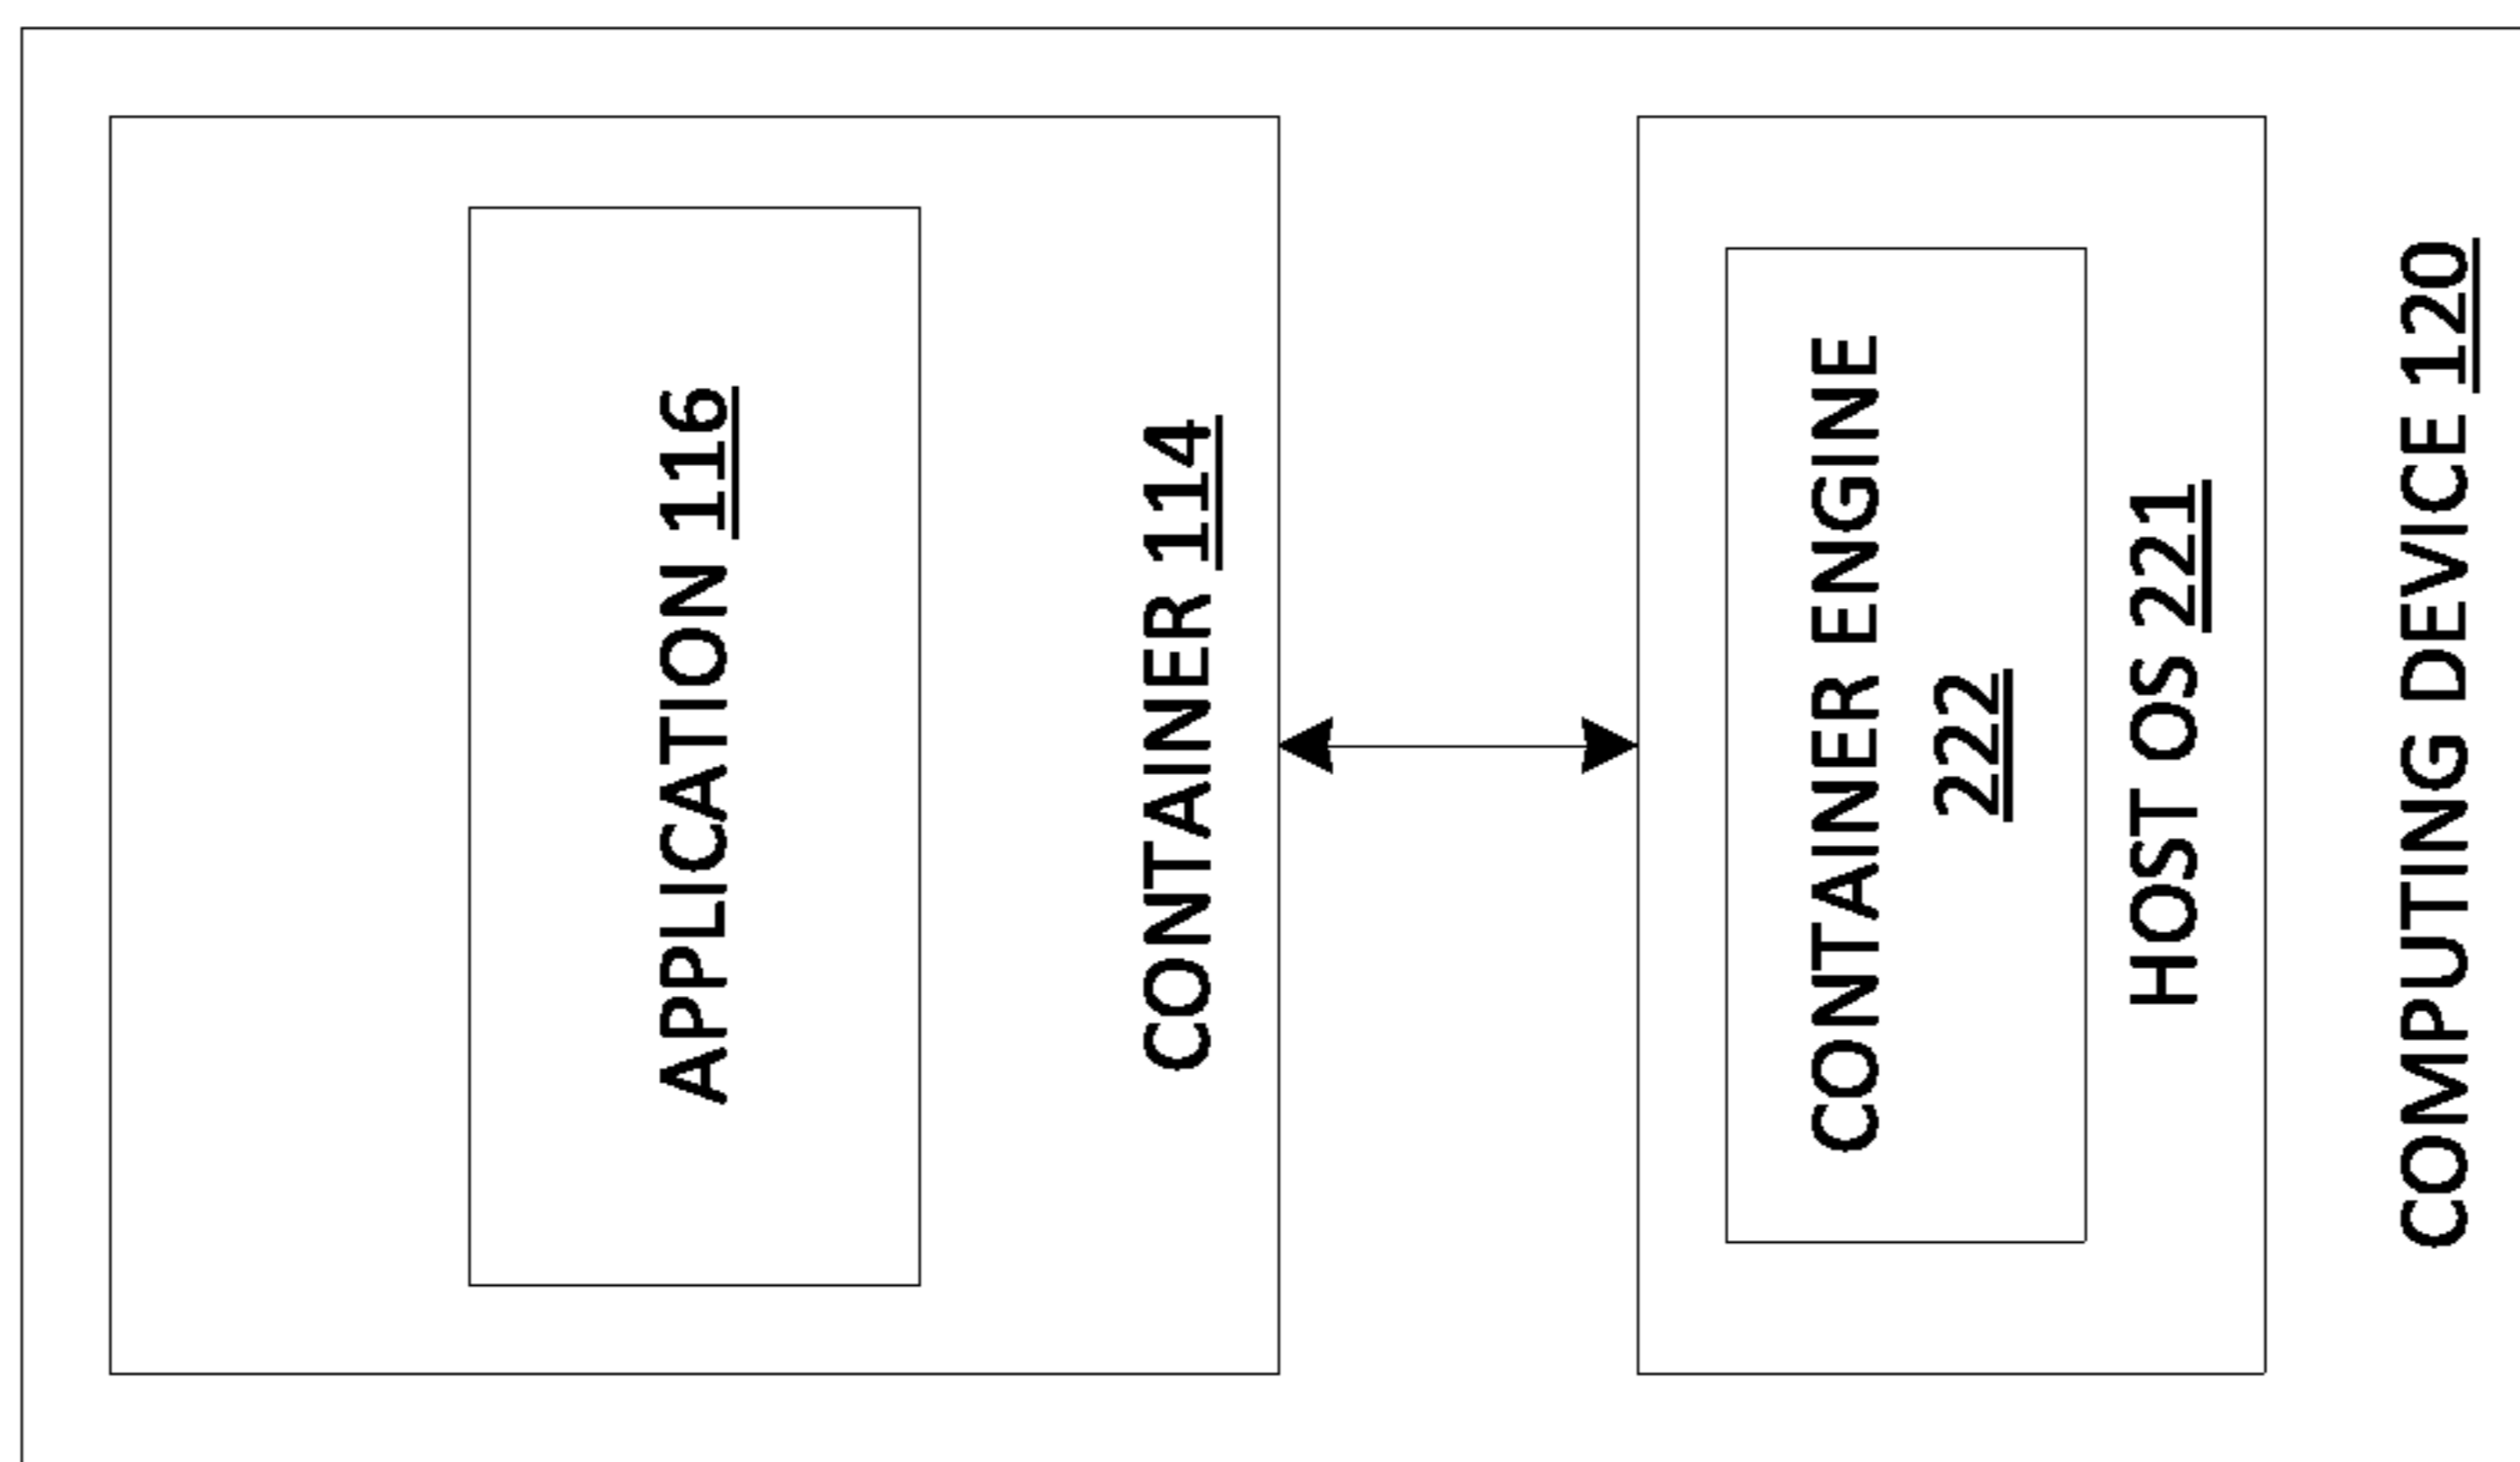 APPLICATION 116
CONTAINER 114
CONTAINER ENGINE
222
HOST OS 221
COMPUTING DEVICE 120